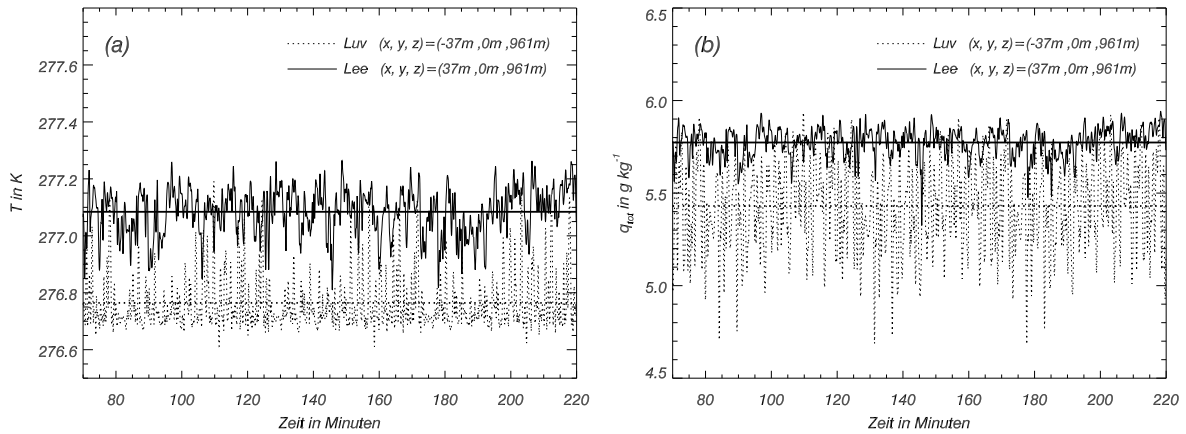 (a)
Luv (x, y, z)=(-37m ,0m ,961m)
Lee (x, y, z)=(37m ,0m ,961m)
277.8
277.6
277.4
277.2
277.0
276.8
276.6
T in K
80 100 120 140 160 180 200 220
Zeit in Minuten
(b)
Luv (x, y, z)=(-37m ,0m ,961m)
Lee (x, y, z)=(37m ,0m ,961m)
6.5
6.0
5.5
5.0
4.5
q_tot in g kg^-1
80 100 120 140 160 180 200 220
Zeit in Minuten